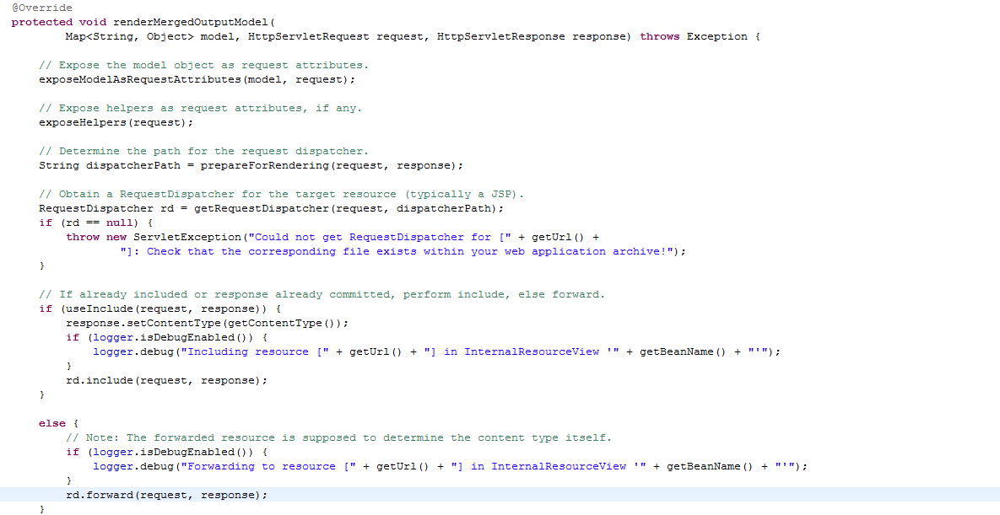 @Override
protected void renderMergedOutputModel(
Map<String, Object> model, HttpServletRequest request, HttpServletResponse response) throws Exception {
// Expose the model object as request attributes.
exposeModelAsRequestAttributes(model, request);
// Expose helpers as request attributes, if any.
exposeHelpers(request);
// Determine the path for the request dispatcher.
String dispatcherPath = prepareForRendering(request, response);
// Obtain a RequestDispatcher for the target resource (typically a JSP).
RequestDispatcher rd = getRequestDispatcher(request, dispatcherPath);
if (rd == null) {
throw new ServletException("Could not get RequestDispatcher for [" + getUrl() +
"]: Check that the corresponding file exists within your web application archive!");
}
// If already included or response already committed, perform include, else forward.
if (useInclude(request, response)) {
response.setContentType(getContentType());
if (logger.isDebugEnabled()) {
logger.debug("Including resource [" + getUrl() + "] in InternalResourceView '" + getBeanName() + "'");
}
rd.include(request, response);
}
else {
// Note: The forwarded resource is supposed to determine the content type itself.
if (logger.isDebugEnabled()) {
logger.debug("Forwarding to resource [" + getUrl() + "] in InternalResourceView '" + getBeanName() + "'");
}
rd.forward(request, response);
}